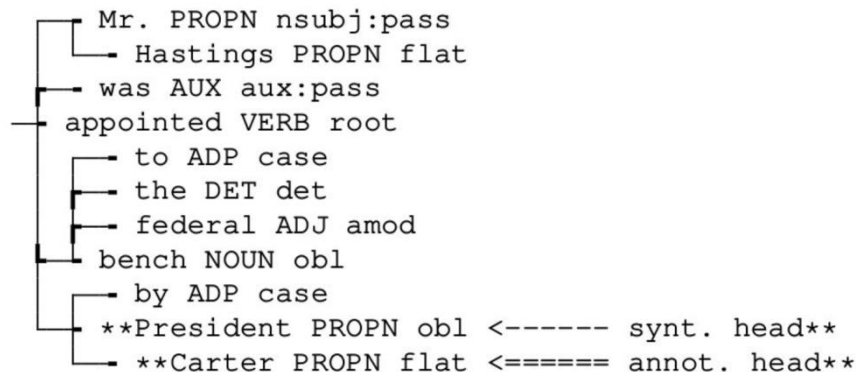 Mr. PROPN nsubj:pass
Hastings PROPN flat
was AUX aux:pass
appointed VERB root
to ADP case
the DET det
federal ADJ amod
bench NOUN obl
by ADP case
**President PROPN obl <------ synt. head**
**Carter PROPN flat <====== annot. head**